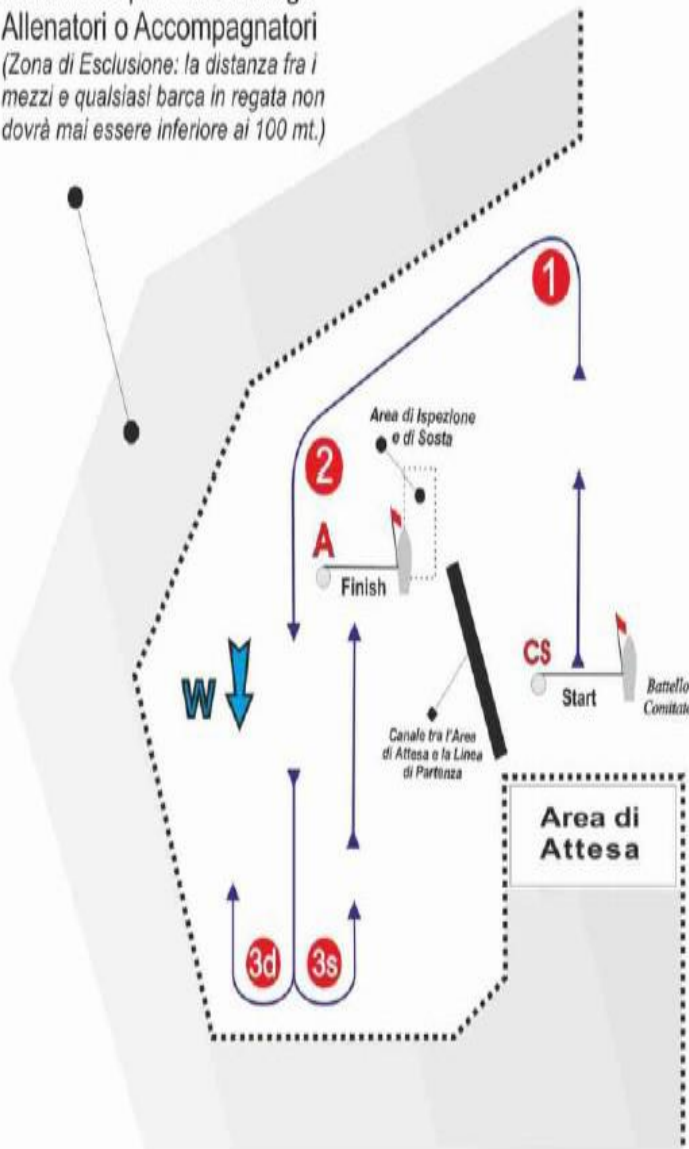 Allenatori o Accompagnatori
(Zona di Esclusione: la distanza fra i
mezzi e qualsiasi barca in regata non
dovrà mai essere inferiore ai 100 mt.)
1
Area di Ispezione
e di Sosta
2
A
Finish
CS
Start
Battello
Comitato
W
Canale tra l'Area
di Attesa e la Linea
di Partenza
Area di
Attesa
3d
3s